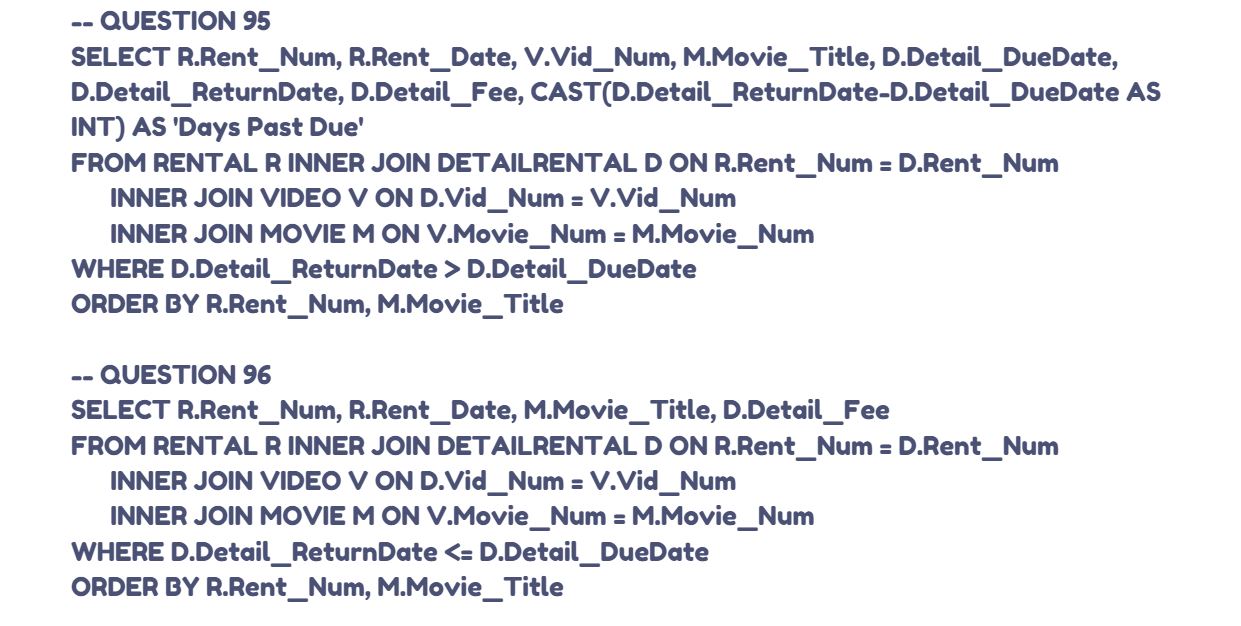 -- QUESTION 95
SELECT R.Rent_Num, R.Rent_Date, V.Vid_Num, M.Movie_Title, D.Detail_DueDate,
D.Detail_ReturnDate, D.Detail_Fee, CAST(D.Detail_ReturnDate-D.Detail_DueDate AS
INT) AS 'Days Past Due'
FROM RENTAL R INNER JOIN DETAILRENTAL D ON R.Rent_Num = D.Rent_Num
INNER JOIN VIDEO V ON D.Vid_Num = V.Vid_Num
INNER JOIN MOVIE M ON V.Movie_Num = M.Movie_Num
WHERE D.Detail_ReturnDate > D.Detail_DueDate
ORDER BY R.Rent_Num, M.Movie_Title
-- QUESTION 96
SELECT R.Rent_Num, R.Rent_Date, M.Movie_Title, D.Detail_Fee
FROM RENTAL R INNER JOIN DETAILRENTAL D ON R.Rent_Num = D.Rent_Num
INNER JOIN VIDEO V ON D.Vid_Num = V.Vid_Num
INNER JOIN MOVIE M ON V.Movie_Num = M.Movie_Num
WHERE D.Detail_ReturnDate <= D.Detail_DueDate
ORDER BY R.Rent_Num, M.Movie_Title